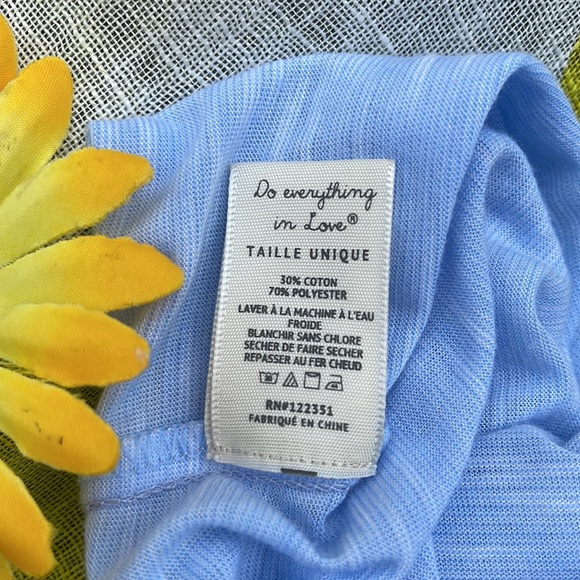 Do everything
in Love®
TAILLE UNIQUE
30% COTON
70% POLYESTER
LAVER À LA MACHINE À L'EAU
FROIDE
BLANCHIR SANS CHLORE
SECHER DE FAIRE SECHER
REPASSER AU FER CHEUD
RN#122351
FABRIQUÉ EN CHINE